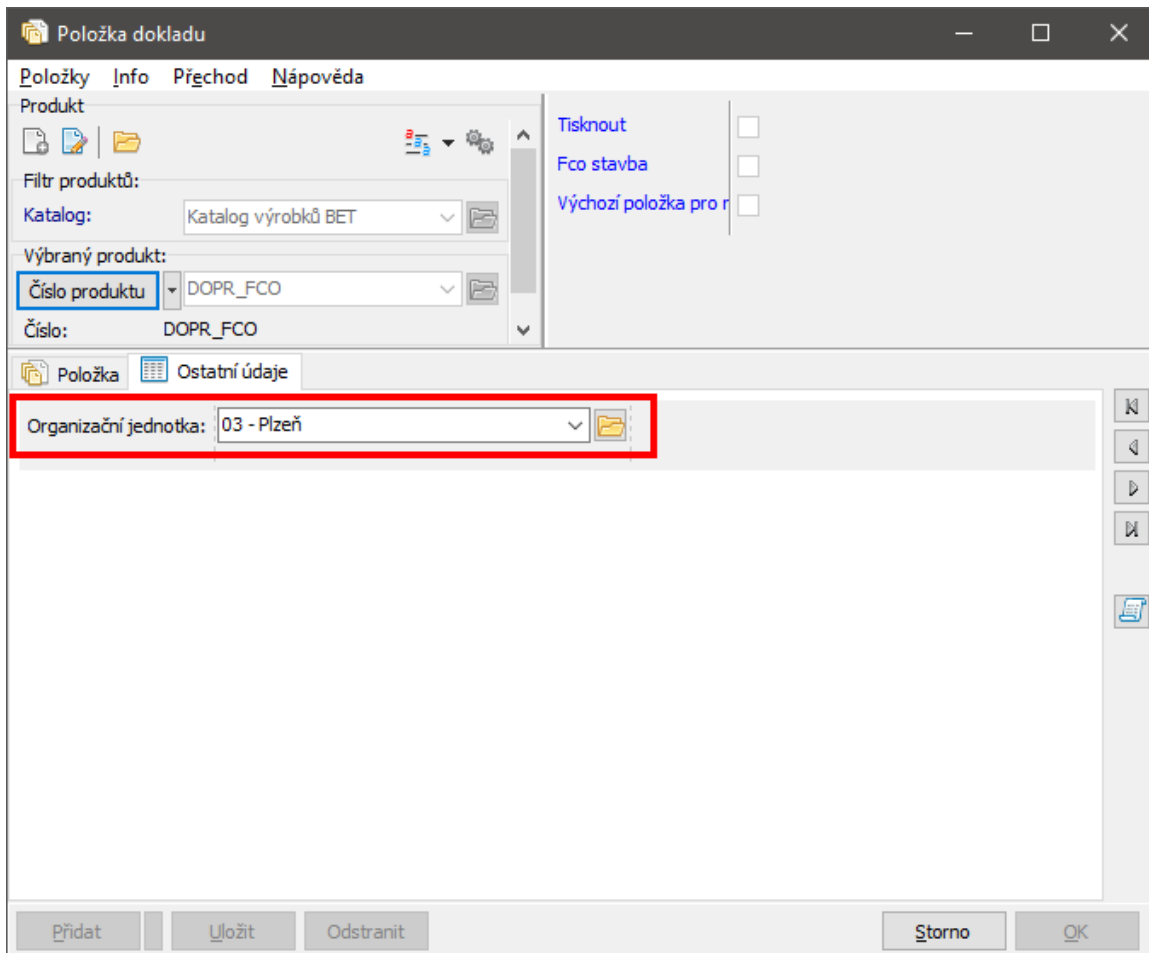 Položka dokladu
Položky Info Přechod Nápověda
Produkt
Filtr produktů:
Katalog: Katalog výrobků BET
Výbraný produkt:
Číslo produktu DOPR_FCO
Číslo: DOPR_FCO
Tisknout
Fco stavba
Výchozí položka pro r
Položka Ostatní údaje
Organizační jednotka: 03 - Plzeň
Přidat Uložit Odstranit Storno OK